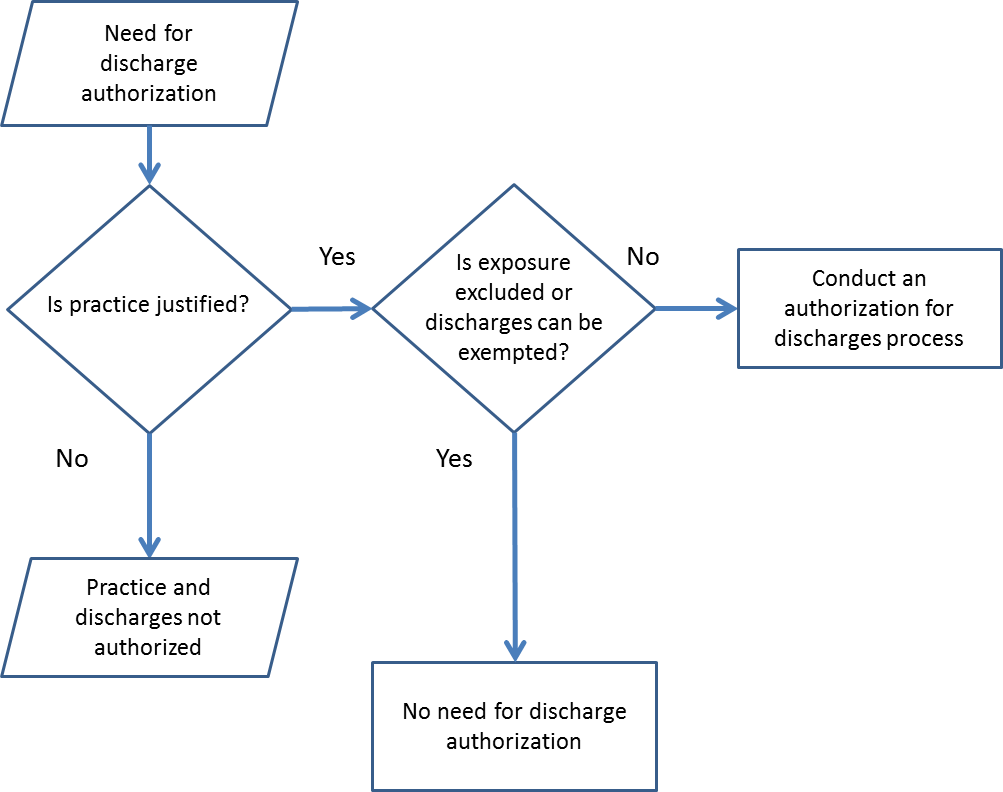 Need for
discharge
authorization
Is practice justified?
Yes
Is exposure
excluded or
discharges can be
exempted?
No
Conduct an
authorization for
discharges process
No
Yes
Practice and
discharges not
authorized
No need for discharge
authorization